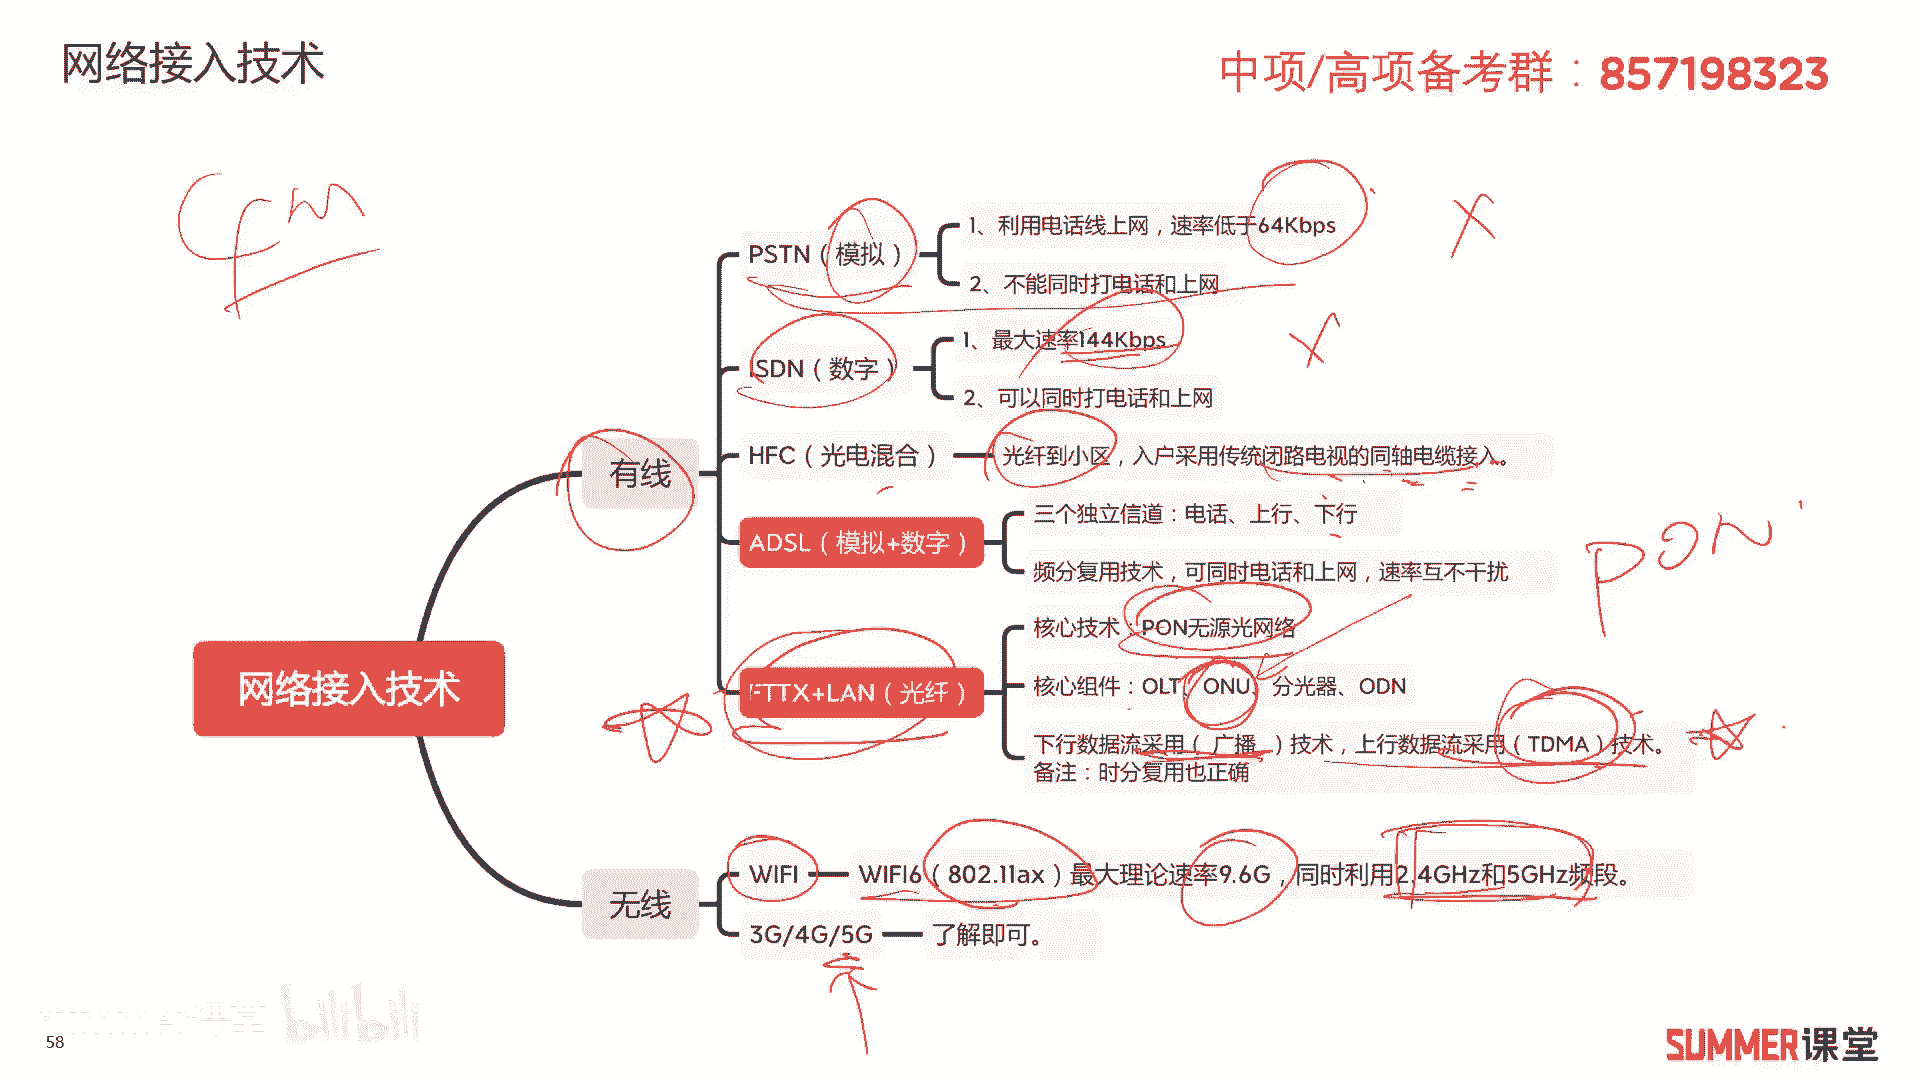 网络接入技术
中项/高项备考群：857198323
PSTN（模拟）
1、利用电话线上网，速率低于64Kbps
2、不能同时打电话和上网
ISDN（数字）
1、最大速率144Kbps
2、可以同时打电话和上网
有线
HFC（光电混合）
光纤到小区，入户采用传统闭路电视的同轴电缆接入。
ADSL（模拟+数字）
三个独立信道：电话、上行、下行
频分复用技术，可同时电话和上网，速率互不干扰
PON
网络接入技术
FTTX+LAN（光纤）
核心技术：PON无源光网络
核心组件：OLT、ONU、分光器、ODN
下行数据流采用（ 广播 ）技术，上行数据流采用（TDMA）技术。
备注：时分复用也正确
无线
WIFI
WIFI6（802.11ax）最大理论速率9.6G，同时利用2.4GHz和5GHz频段。
3G/4G/5G
了解即可。
bilibili
58
SUMMER课堂